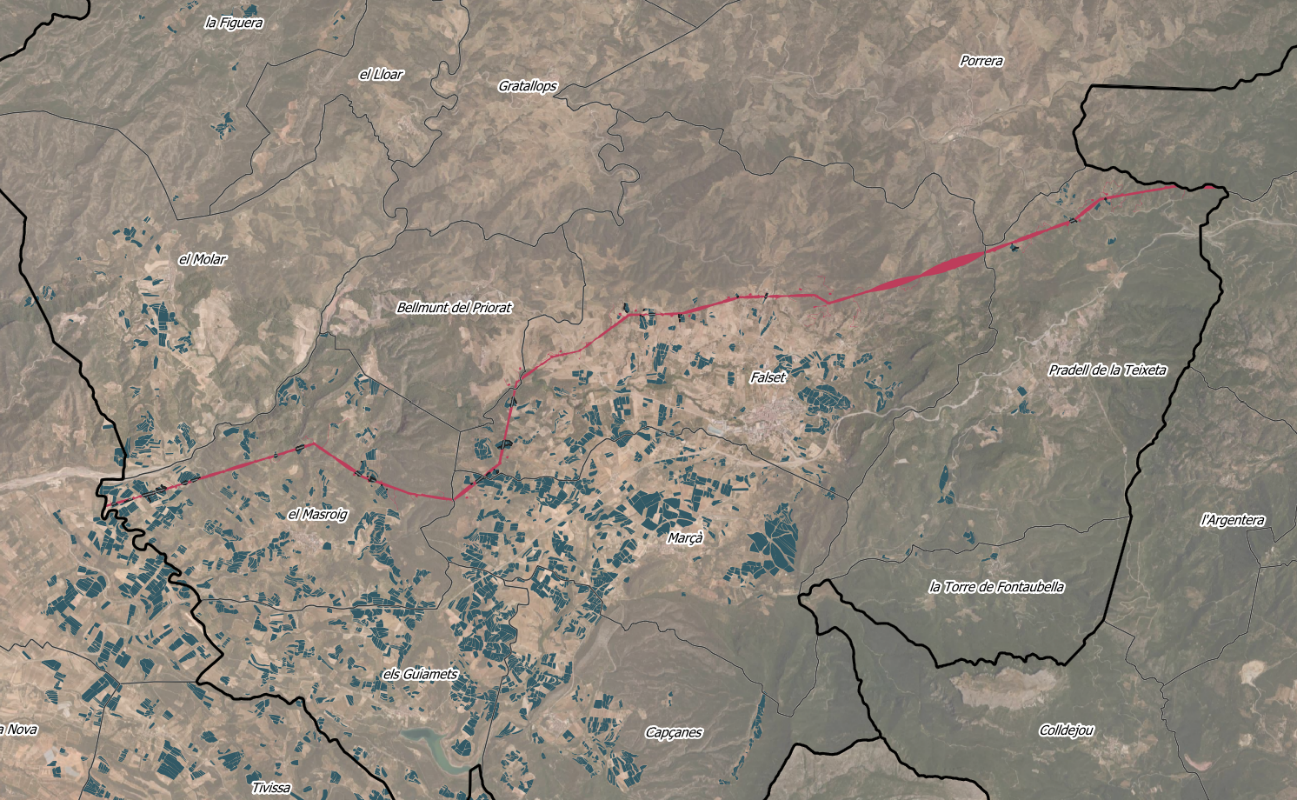 la Figuera
Porrera
el Lloar
Gratallops
el Molar
Bellmunt del Priorat
Pradell de la Teixeta
Falset
el Masroig
l'Argentera
Marçà
la Torre de Fontaubella
els Guiamets
a Nova
Capçanes
Colldejou
Tivissa